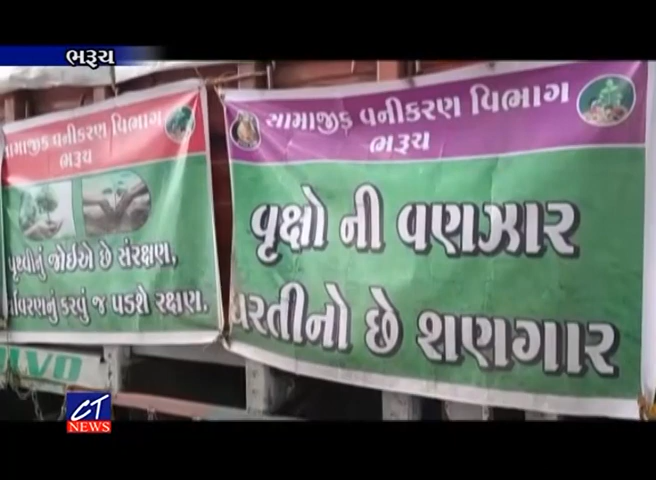 ભરૂચ
સામાજીક વનીકરણ વિભાગ
ભરૂચ
પૃથ્વીનું જોઈએ છે સંરક્ષણ,
પર્યાવરણનું કરવું જ પડશે રક્ષણ.
સામાજીક વનીકરણ વિભાગ
ભરૂચ
વૃક્ષો ની વણઝાર
ધરતીનો છે શણગાર
VOLVO
CT
NEWS